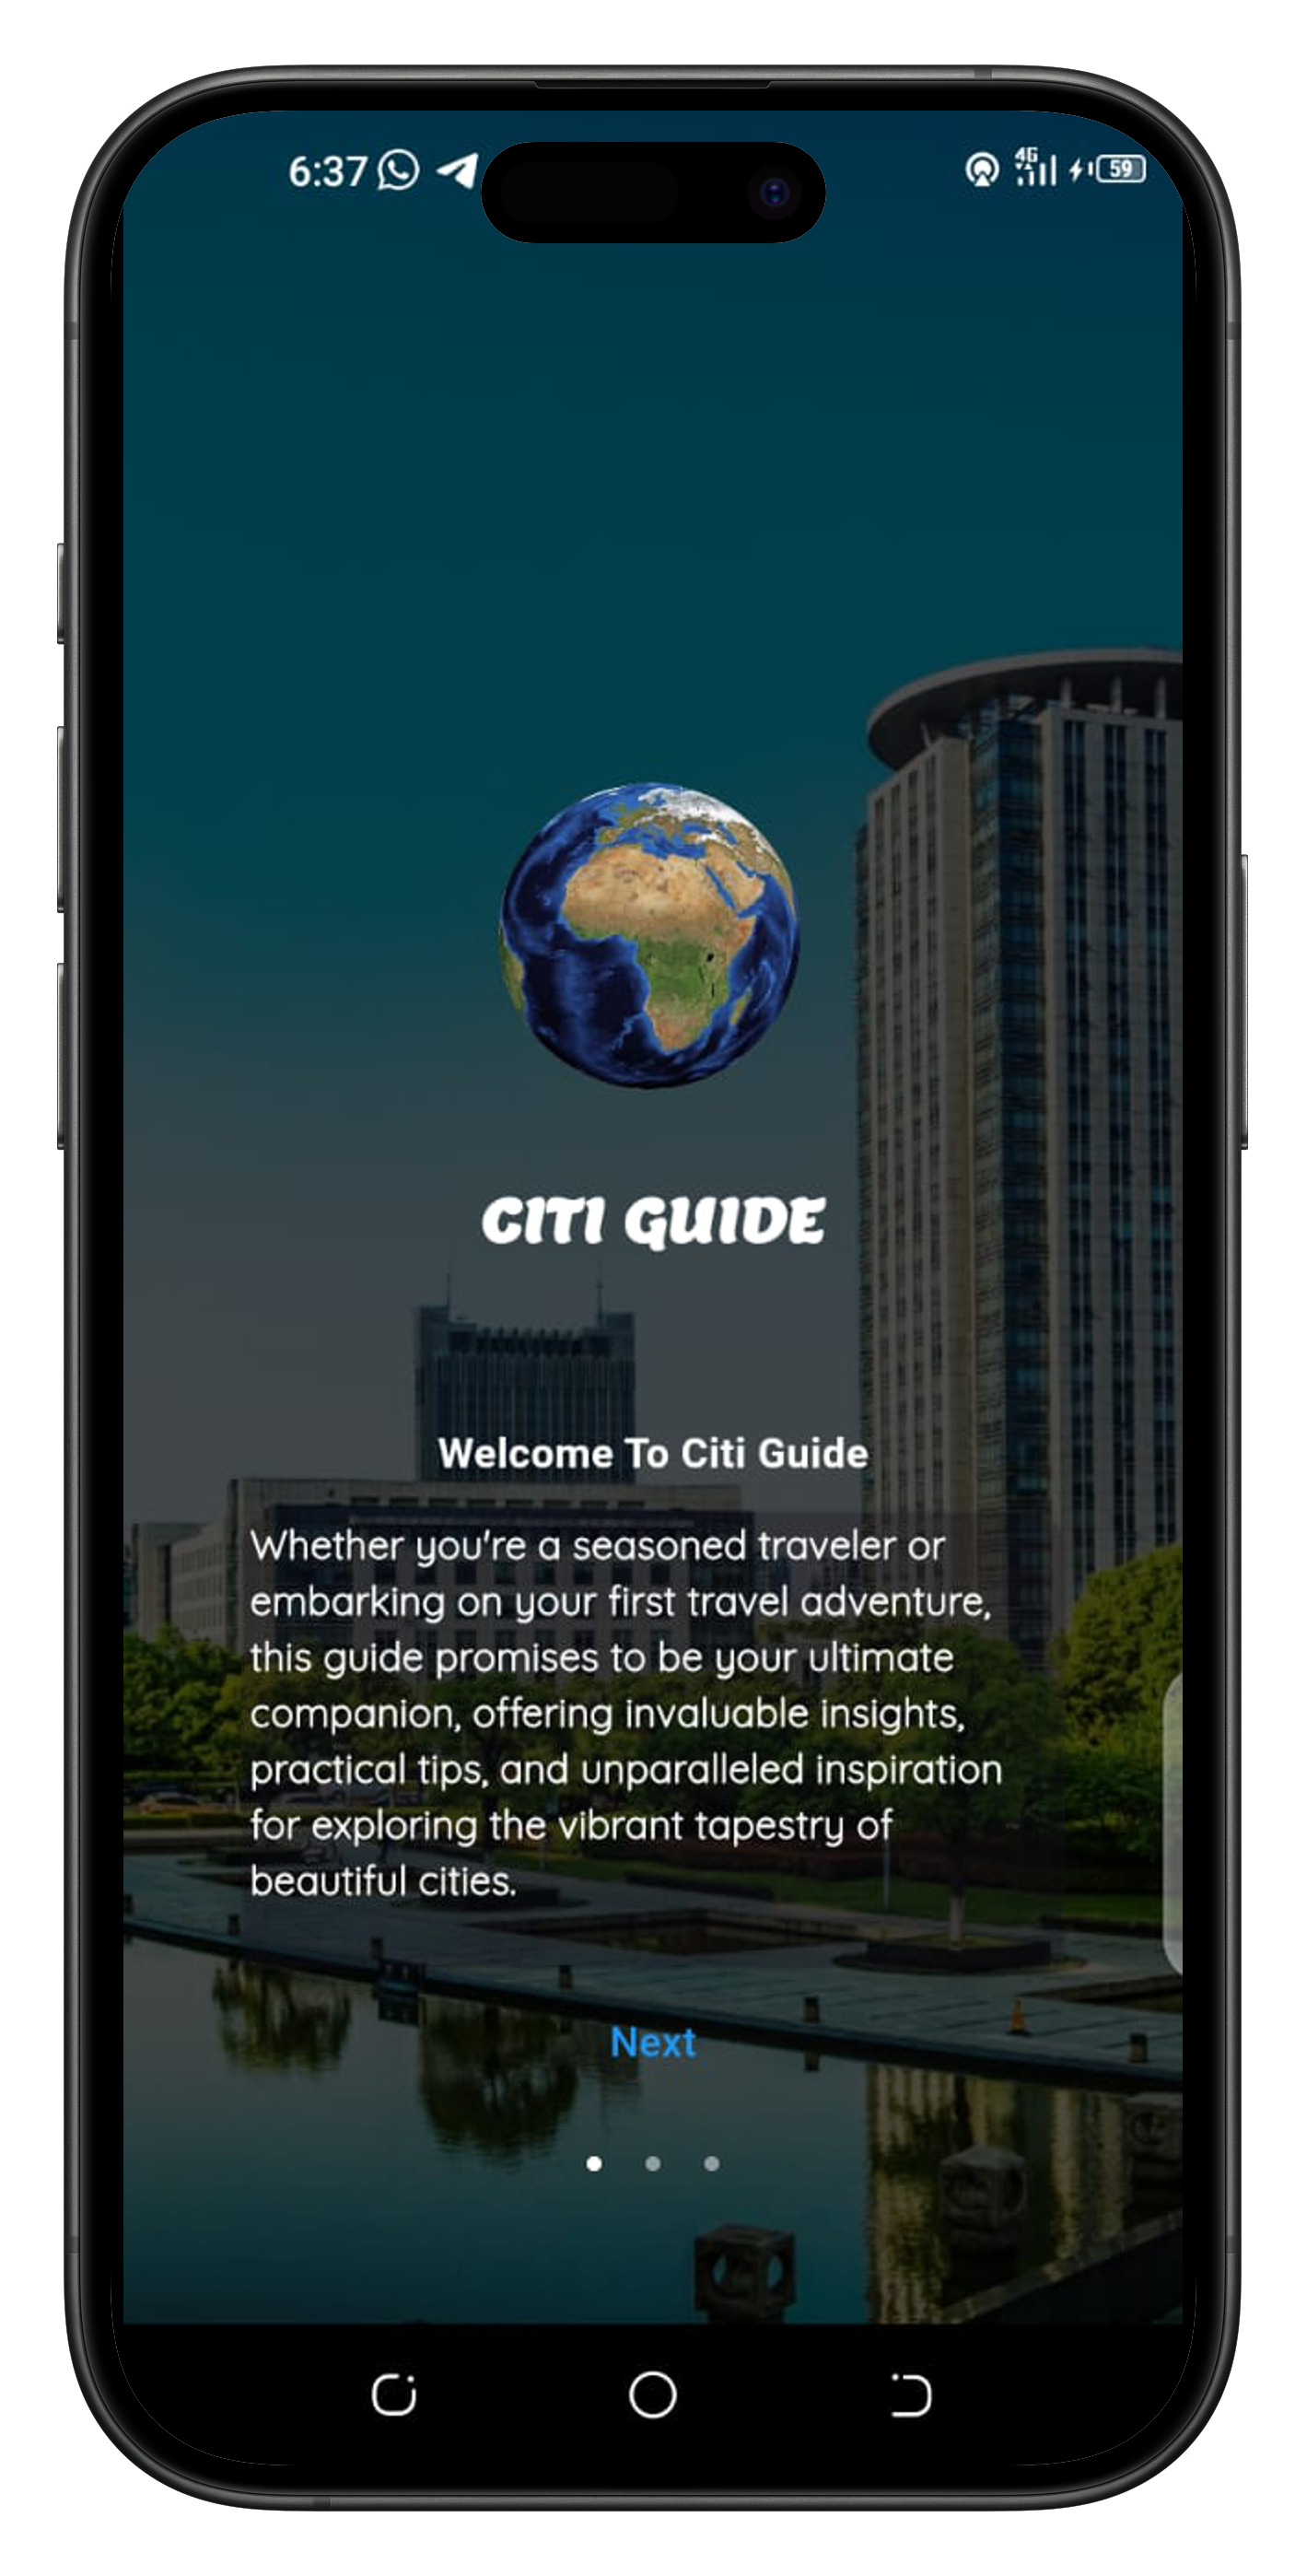 6:37
4G
59
CITI GUIDE
Welcome To Citi Guide
Whether you're a seasoned traveler or
embarking on your first travel adventure,
this guide promises to be your ultimate
companion, offering invaluable insights,
practical tips, and unparalleled inspiration
for exploring the vibrant tapestry of
beautiful cities.
Next